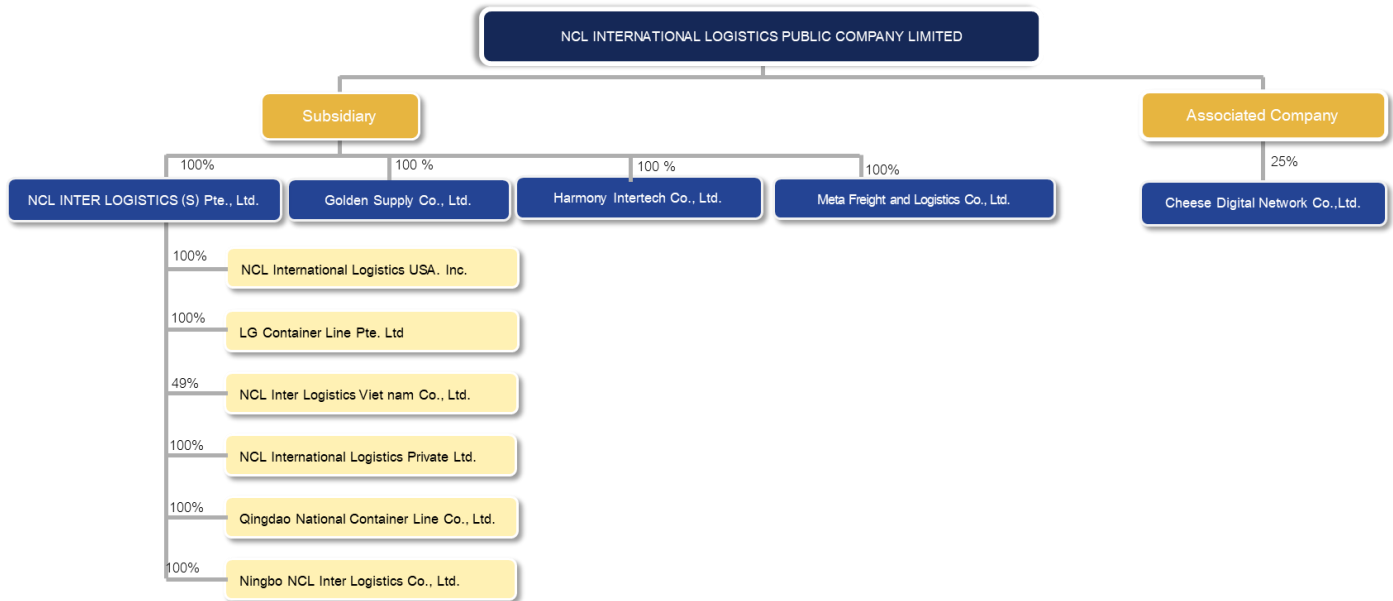 NCL INTERNATIONAL LOGISTICS PUBLIC COMPANY LIMITED
Subsidiary
Associated Company
100%
100 %
100 %
100%
25%
NCL INTER LOGISTICS (S) Pte., Ltd.
Golden Supply Co., Ltd.
Harmony Intertech Co., Ltd.
Meta Freight and Logistics Co., Ltd.
Cheese Digital Network Co.,Ltd.
100%
NCL International Logistics USA. Inc.
100%
LG Container Line Pte. Ltd
49%
NCL Inter Logistics Viet nam Co., Ltd.
100%
NCL International Logistics Private Ltd.
100%
Qingdao National Container Line Co., Ltd.
100%
Ningbo NCL Inter Logistics Co., Ltd.